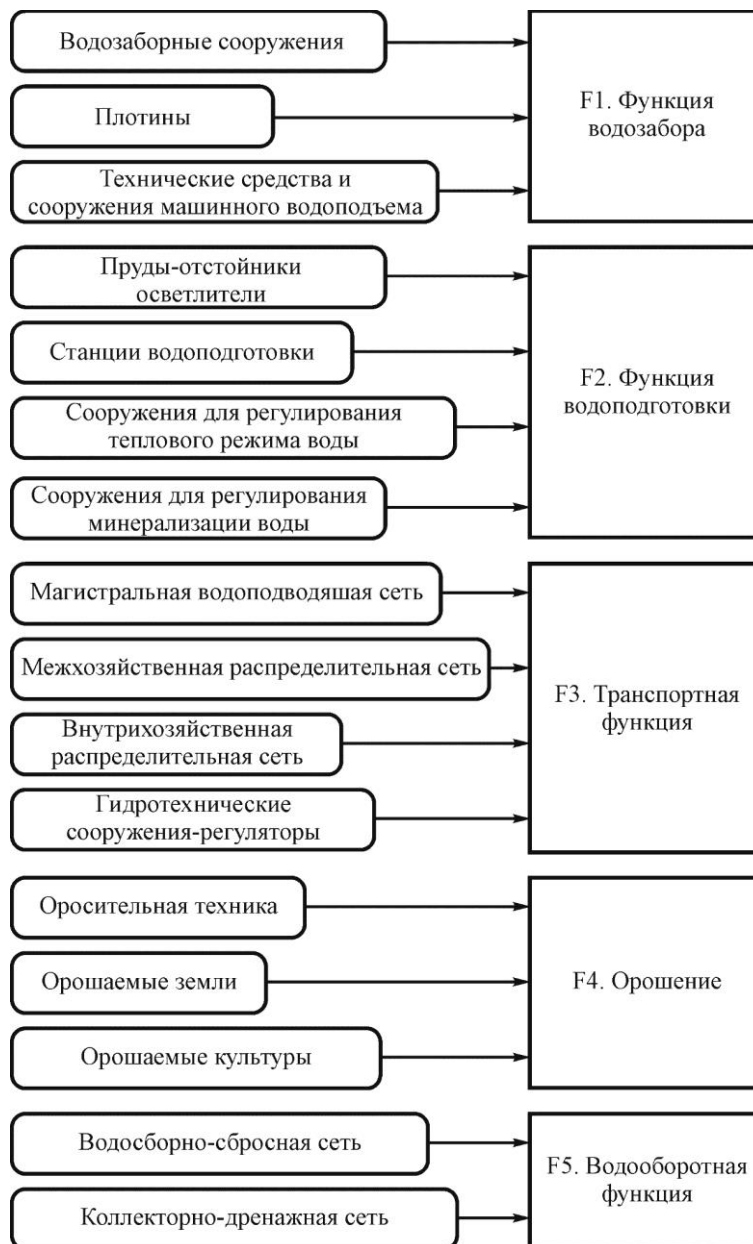 Водозаборные сооружения
Плотины
Технические средства и
сооружения машинного водоподъема
F1. Функция
водозабора
Пруды-отстойники
осветлители
Станции водоподготовки
Сооружения для регулирования
теплового режима воды
Сооружения для регулирования
минерализации воды
F2. Функция
водоподготовки
Магистральная водоподводяшая сеть
Межхозяйственная распределительная сеть
Внутрихозяйственная
распределительная сеть
Гидротехнические
сооружения-регуляторы
F3. Транспортная
функция
Оросительная техника
Орошаемые земли
Орошаемые культуры
F4. Орошение
Водосборно-сбросная сеть
Коллекторно-дренажная сеть
F5. Водооборотная
функция